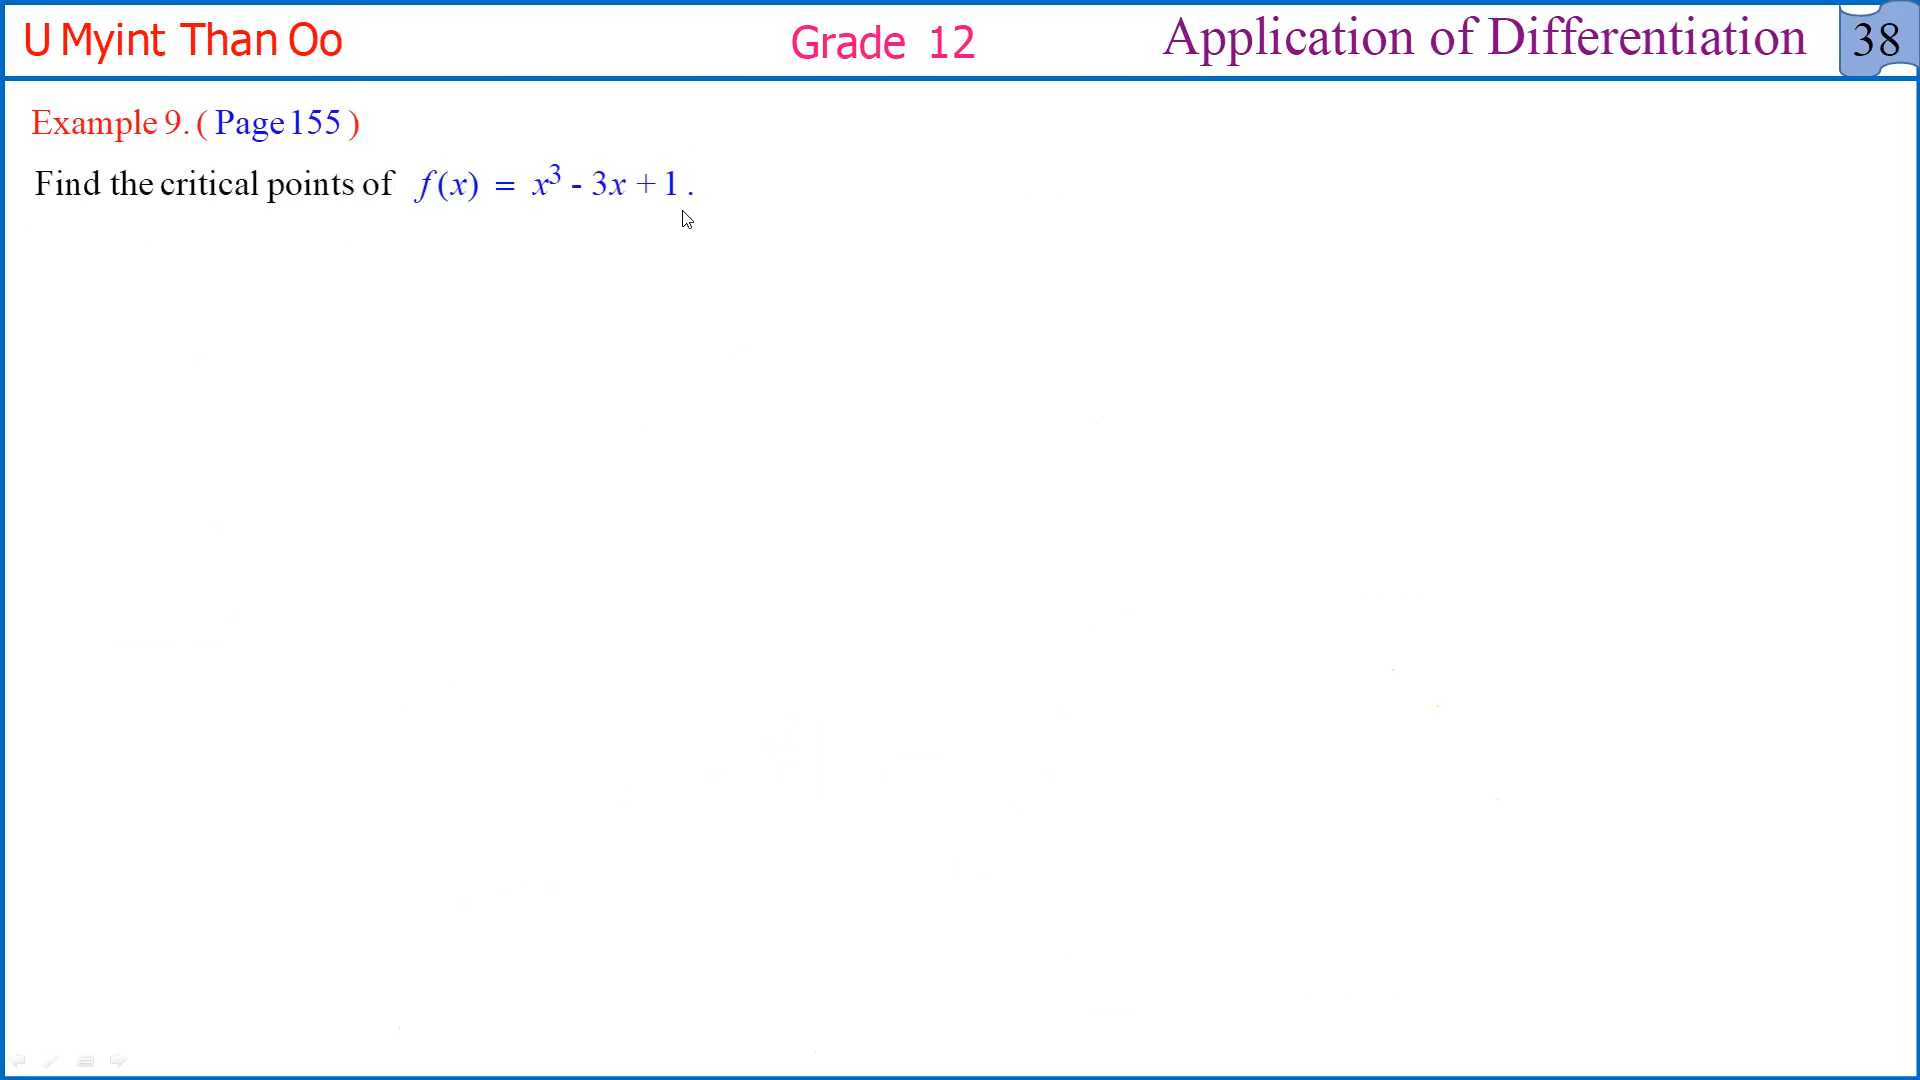 U Myint Than Oo
Grade 12
Application of Differentiation
38
Example 9. ( Page 155 )
Find the critical points of f(x) = x³ - 3x + 1 .